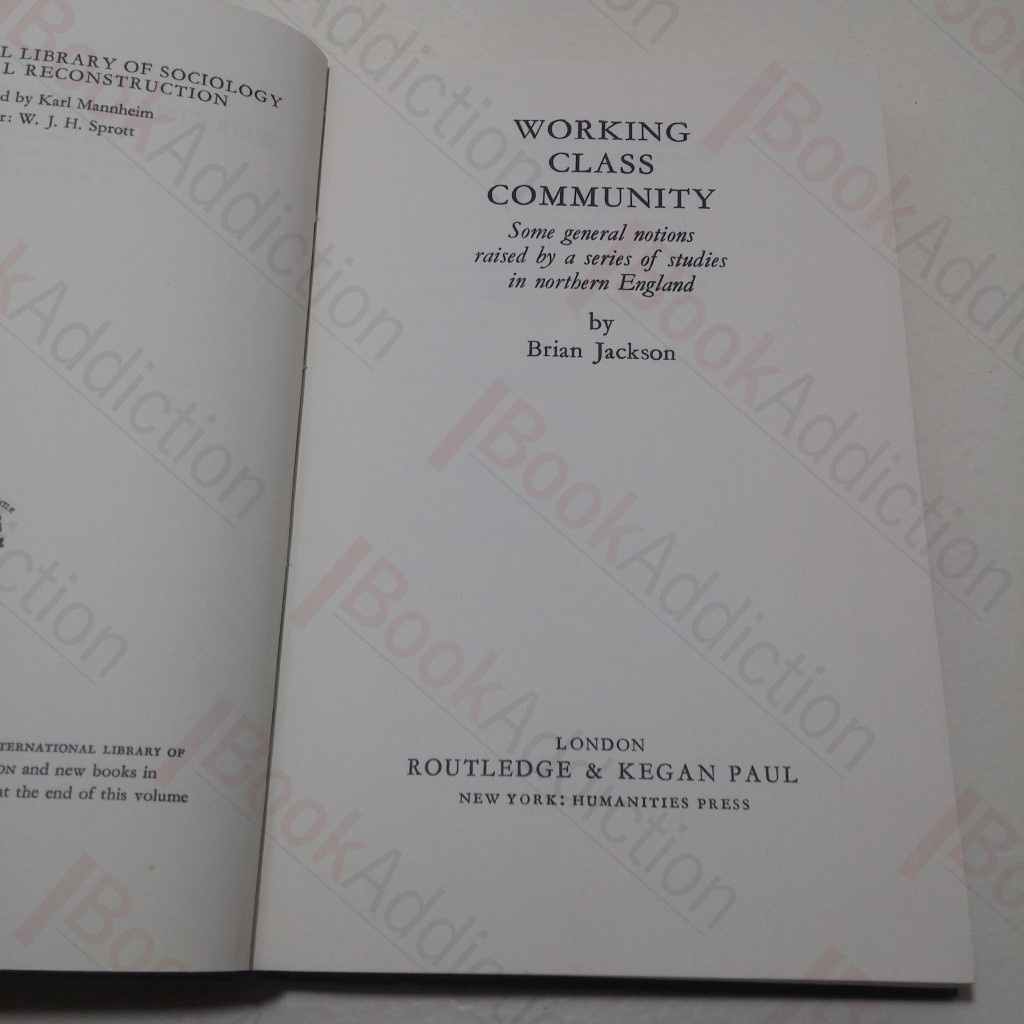 L LIBRARY OF SOCIOLOGY
L RECONSTRUCTION
d by Karl Mannheim
r: W. J. H. Sprott
TERNATIONAL LIBRARY OF
ON and new books in
at the end of this volume
WORKING
CLASS
COMMUNITY
Some general notions
raised by a series of studies
in northern England
by
Brian Jackson
LONDON
ROUTLEDGE & KEGAN PAUL
NEW YORK: HUMANITIES PRESS
BookAddiction